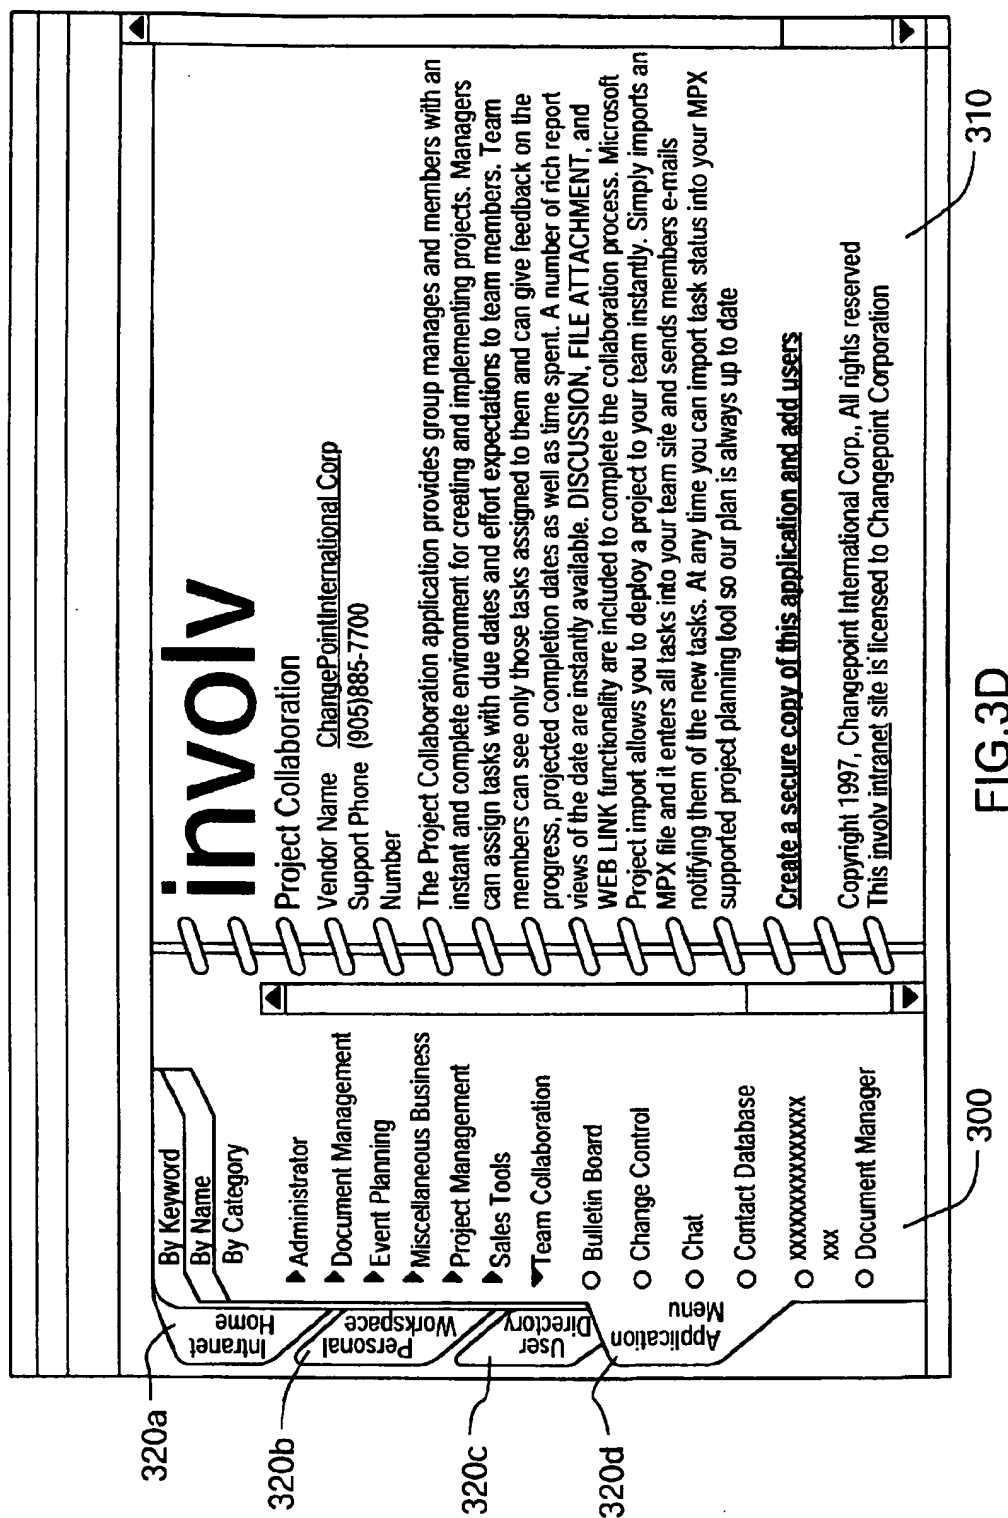 320a
320b
320c
320d
Intranet
Home
Personal
Workspace
User
Directory
Application
Menu
By Keyword
By Name
By Category
Administrator
Document Management
Event Planning
Miscellaneous Business
Project Management
Sales Tools
Team Collaboration
Bulletin Board
Change Control
Chat
Contact Database
xxxxxxxxxxxxxxx
xxx
Document Manager
300
involv
Project Collaboration
Vendor Name ChangePointInternational Corp
Support Phone (905)885-7700
Number
The Project Collaboration application provides group manages and members with an
instant and complete environment for creating and implementing projects. Managers
can assign tasks with due dates and effort expectations to team members. Team
members can see only those tasks assigned to them and can give feedback on the
progress, projected completion dates as well as time spent. A number of rich report
views of the date are instantly available. DISCUSSION, FILE ATTACHMENT, and
WEB LINK functionality are included to complete the collaboration process. Microsoft
Project import allows you to deploy a project to your team instantly. Simply imports an
MPX file and it enters all tasks into your team site and sends members e-mails
notifying them of the new tasks. At any time you can import task status into your MPX
supported project planning tool so our plan is always up to date
Create a secure copy of this application and add users
Copyright 1997, Changepoint International Corp., All rights reserved
This involv intranet site is licensed to Changepoint Corporation
310
FIG.3D